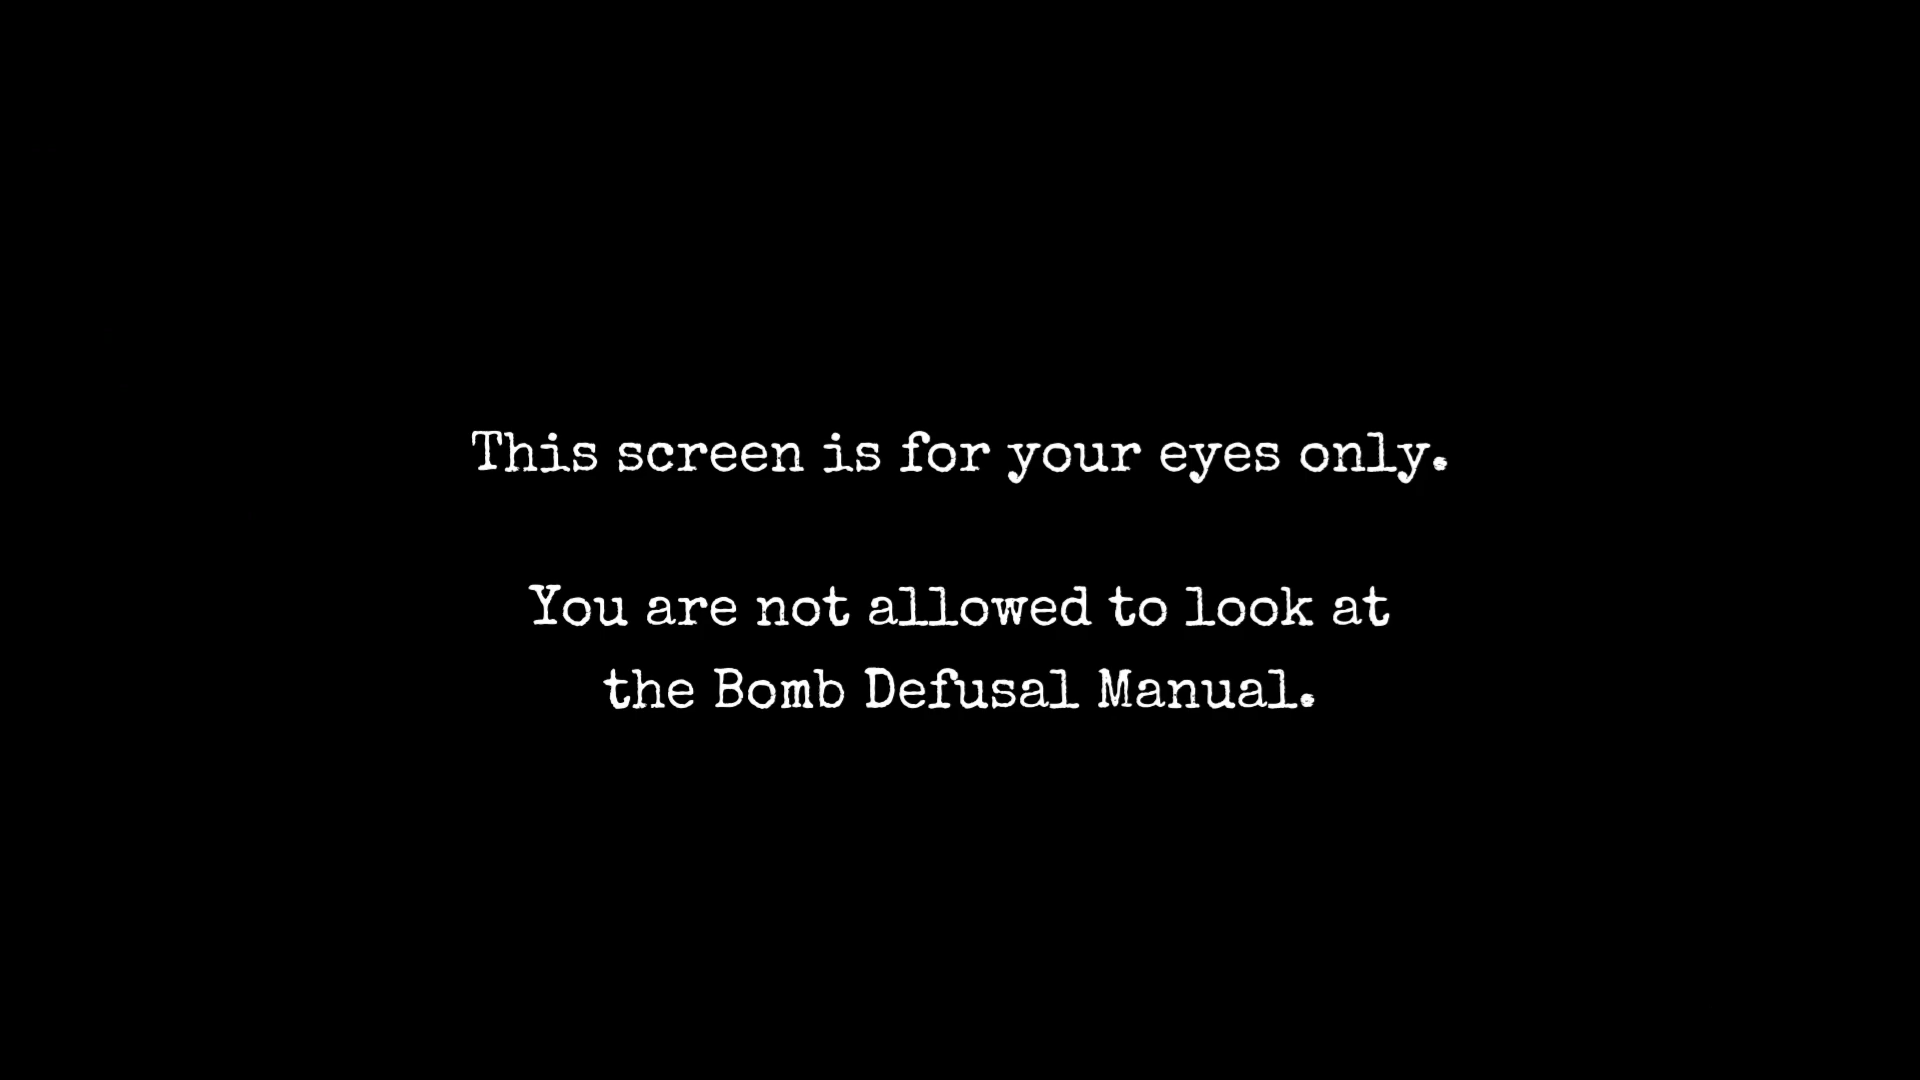 This screen is for your eyes only.
You are not allowed to look at
the Bomb Defusal Manual.